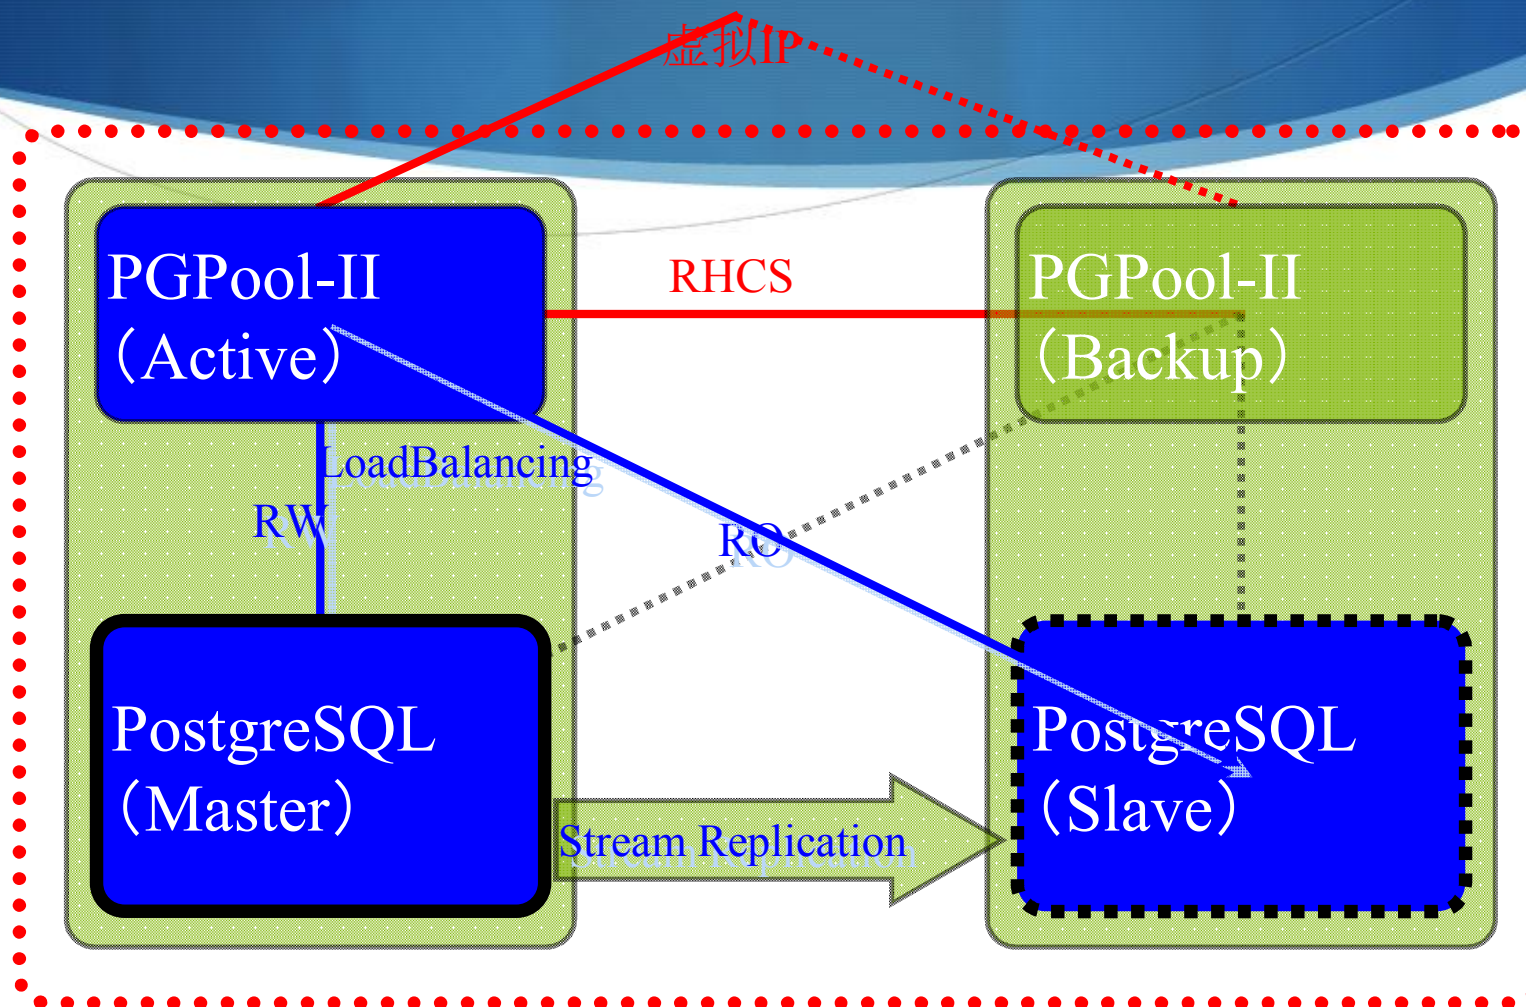 虚拟IP
PGPool-II
（Active）
RHCS
PGPool-II
（Backup）
LoadBalancing
RW
RO
PostgreSQL
（Master）
Stream Replication
PostgreSQL
（Slave）